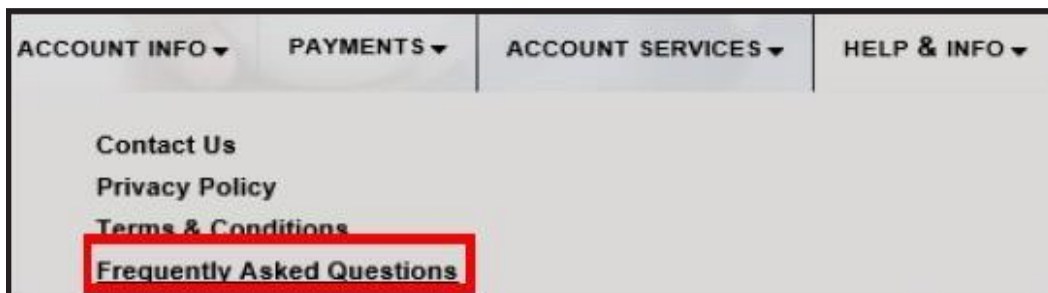 ACCOUNT INFO PAYMENTS ACCOUNT SERVICES HELP & INFO
Contact Us
Privacy Policy
Terms & Conditions
Frequently Asked Questions